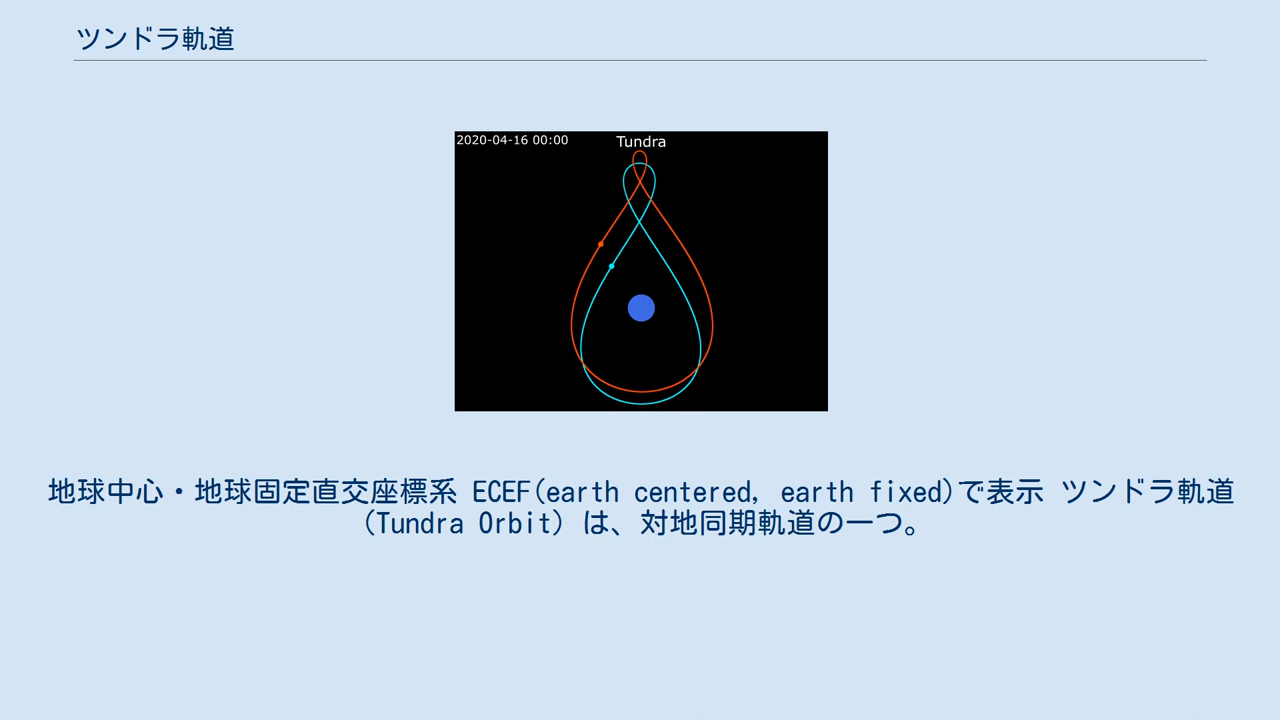 ツンドラ軌道
2020-04-16 00:00
Tundra
地球中心・地球固定直交座標系 ECEF(earth centered, earth fixed)で表示 ツンドラ軌道
(Tundra Orbit) は、対地同期軌道の一つ。